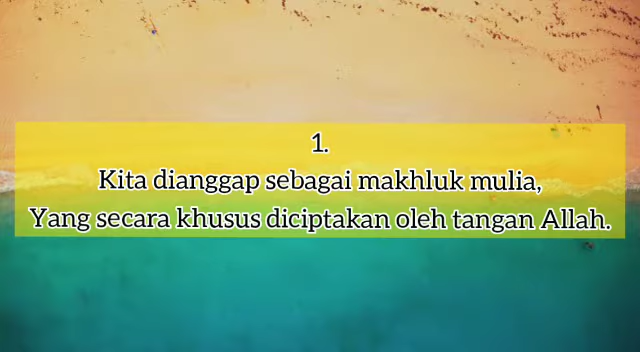 1.
Kita dianggap sebagai makhluk mulia,
Yang secara khusus diciptakan oleh tangan Allah.